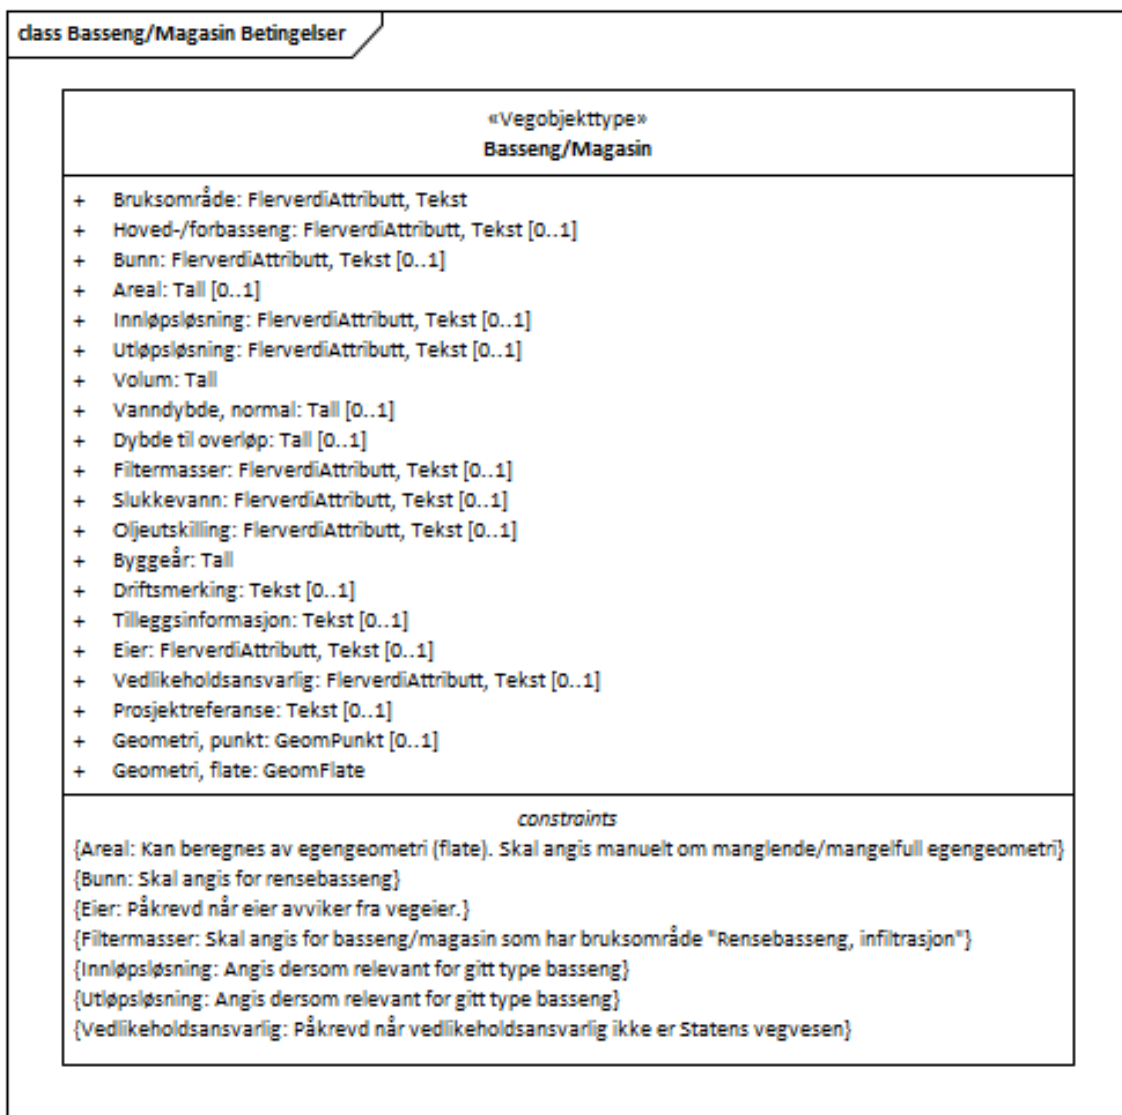 class Basseng/Magasin Betingelser
«Vegobjekttype»
Basseng/Magasin
+ Bruksområde: FlerverdiAttributt, Tekst
+ Hoved-/forbasseng: FlerverdiAttributt, Tekst [0..1]
+ Bunn: FlerverdiAttributt, Tekst [0..1]
+ Areal: Tall [0..1]
+ Innløpsløsning: FlerverdiAttributt, Tekst [0..1]
+ Utløpsløsning: FlerverdiAttributt, Tekst [0..1]
+ Volum: Tall
+ Vanndybde, normal: Tall [0..1]
+ Dybde til overløp: Tall [0..1]
+ Filtermasser: FlerverdiAttributt, Tekst [0..1]
+ Slukkevann: FlerverdiAttributt, Tekst [0..1]
+ Oljeutskilling: FlerverdiAttributt, Tekst [0..1]
+ Byggeår: Tall
+ Driftsmerking: Tekst [0..1]
+ Tilleggsinformasjon: Tekst [0..1]
+ Eier: FlerverdiAttributt, Tekst [0..1]
+ Vedlikeholdsansvarlig: FlerverdiAttributt, Tekst [0..1]
+ Prosjektreferanse: Tekst [0..1]
+ Geometri, punkt: GeomPunkt [0..1]
+ Geometri, flate: GeomFlate
constraints
{Areal: Kan beregnes av egengeometri (flate). Skal angis manuelt om manglende/mangelfull egengeometri}
{Bunn: Skal angis for rensebasseng}
{Eier: Påkrevd når eier avviker fra vegeier.}
{Filtermasser: Skal angis for basseng/magasin som har bruksområde "Rensebasseng, infiltrasjon"}
{Innløpsløsning: Angis dersom relevant for gitt type basseng}
{Utløpsløsning: Angis dersom relevant for gitt type basseng}
{Vedlikeholdsansvarlig: Påkrevd når vedlikeholdsansvarlig ikke er Statens vegvesen}